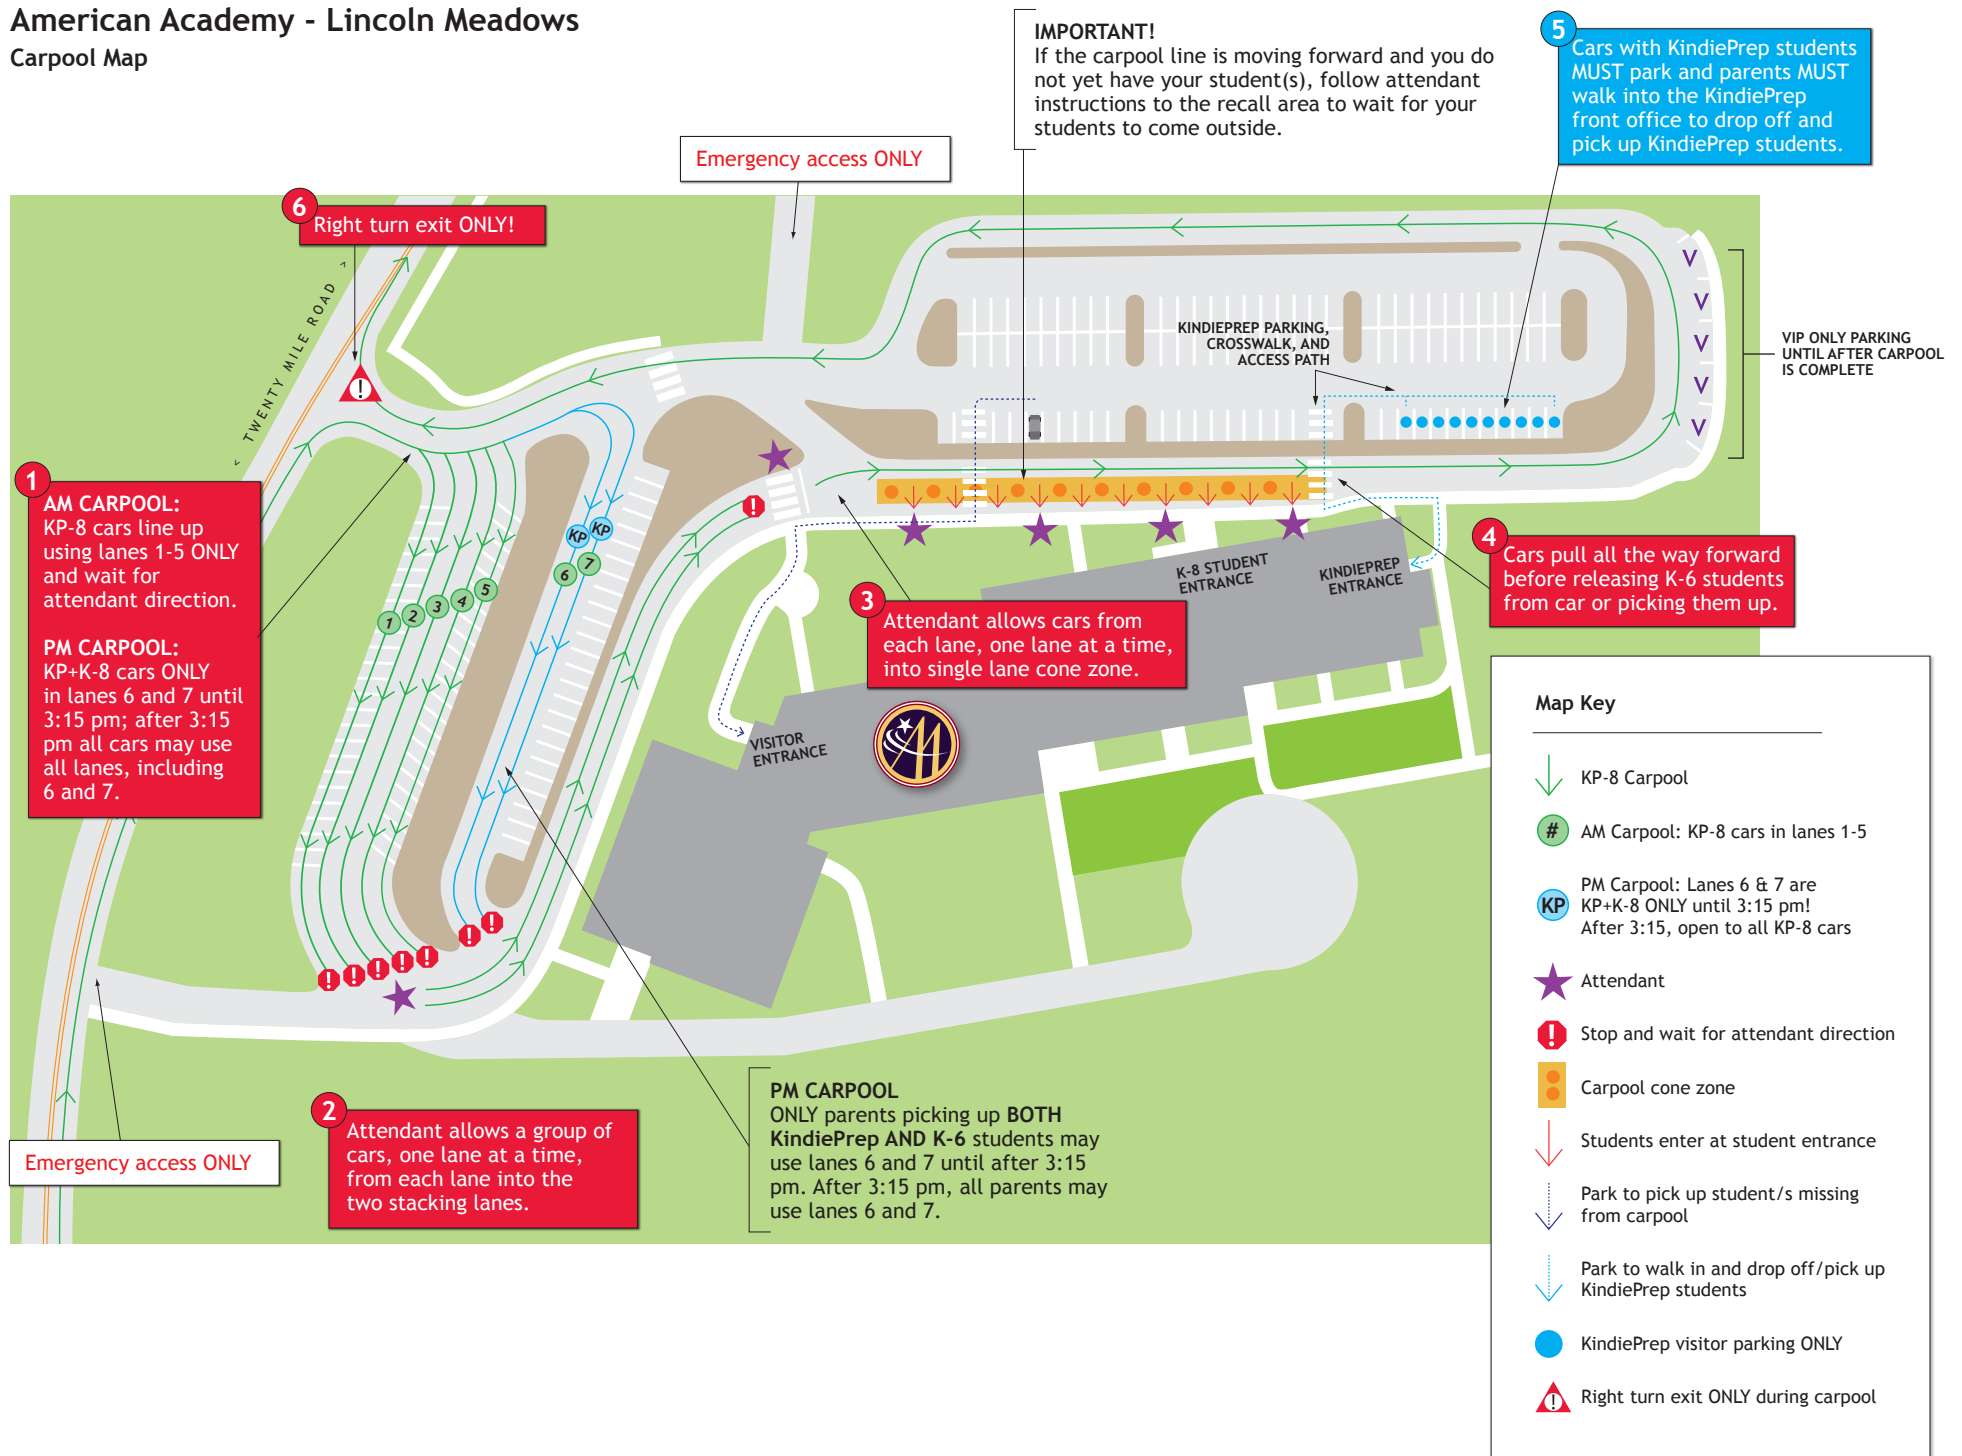 American Academy - Lincoln Meadows
Carpool Map
IMPORTANT!
If the carpool line is moving forward and you do
not yet have your student(s), follow attendant
instructions to the recall area to wait for your
students to come outside.
5
Cars with KindiePrep students
MUST park and parents MUST
walk into the KindiePrep
front office to drop off and
pick up KindiePrep students.
Emergency access ONLY
6
Right turn exit ONLY!
< TWENTY MILE ROAD >
KINDIEPREP PARKING,
CROSSWALK, AND
ACCESS PATH
V
V
V
V
V
VIP ONLY PARKING
UNTIL AFTER CARPOOL
IS COMPLETE
!
1
AM CARPOOL:
KP-8 cars line up
using lanes 1-5 ONLY
and wait for
attendant direction.
PM CARPOOL:
KP+K-8 cars ONLY
in lanes 6 and 7 until
3:15 pm; after 3:15
pm all cars may use
all lanes, including
6 and 7.
!
KP KP
6 7
1 2 3 4 5
K-8 STUDENT
ENTRANCE
KINDIEPREP
ENTRANCE
4
Cars pull all the way forward
before releasing K-6 students
from car or picking them up.
3
Attendant allows cars from
each lane, one lane at a time,
into single lane cone zone.
VISITOR
ENTRANCE
! ! ! ! ! ! !
Emergency access ONLY
2
Attendant allows a group of
cars, one lane at a time,
from each lane into the
two stacking lanes.
PM CARPOOL
ONLY parents picking up BOTH
KindiePrep AND K-6 students may
use lanes 6 and 7 until after 3:15
pm. After 3:15 pm, all parents may
use lanes 6 and 7.
Map Key
KP-8 Carpool
# AM Carpool: KP-8 cars in lanes 1-5
KP PM Carpool: Lanes 6 & 7 are
KP+K-8 ONLY until 3:15 pm!
After 3:15, open to all KP-8 cars
Attendant
! Stop and wait for attendant direction
Carpool cone zone
Students enter at student entrance
Park to pick up student/s missing
from carpool
Park to walk in and drop off/pick up
KindiePrep students
KindiePrep visitor parking ONLY
! Right turn exit ONLY during carpool